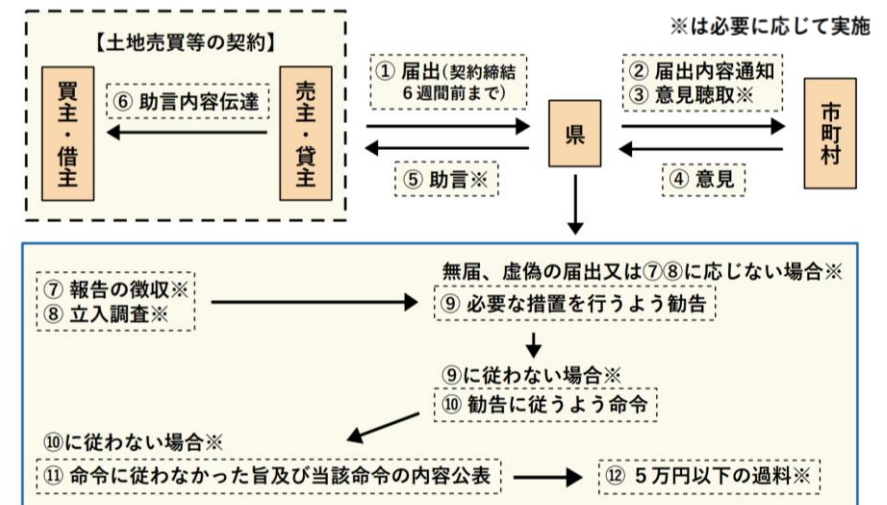 ※は必要に応じて実施
【土地売買等の契約】
買主・借主
⑥ 助言内容伝達
売主・貸主
① 届出(契約締結
6週間前まで)
⑤ 助言※
県
② 届出内容通知
③ 意見聴取※
④ 意見
市町村
⑦ 報告の徴収※
⑧ 立入調査※
無届、虚偽の届出又は⑦⑧に応じない場合※
⑨ 必要な措置を行うよう勧告
⑨に従わない場合※
⑩ 勧告に従うよう命令
⑩に従わない場合※
⑪ 命令に従わなかった旨及び当該命令の内容公表
⑫ 5万円以下の過料※